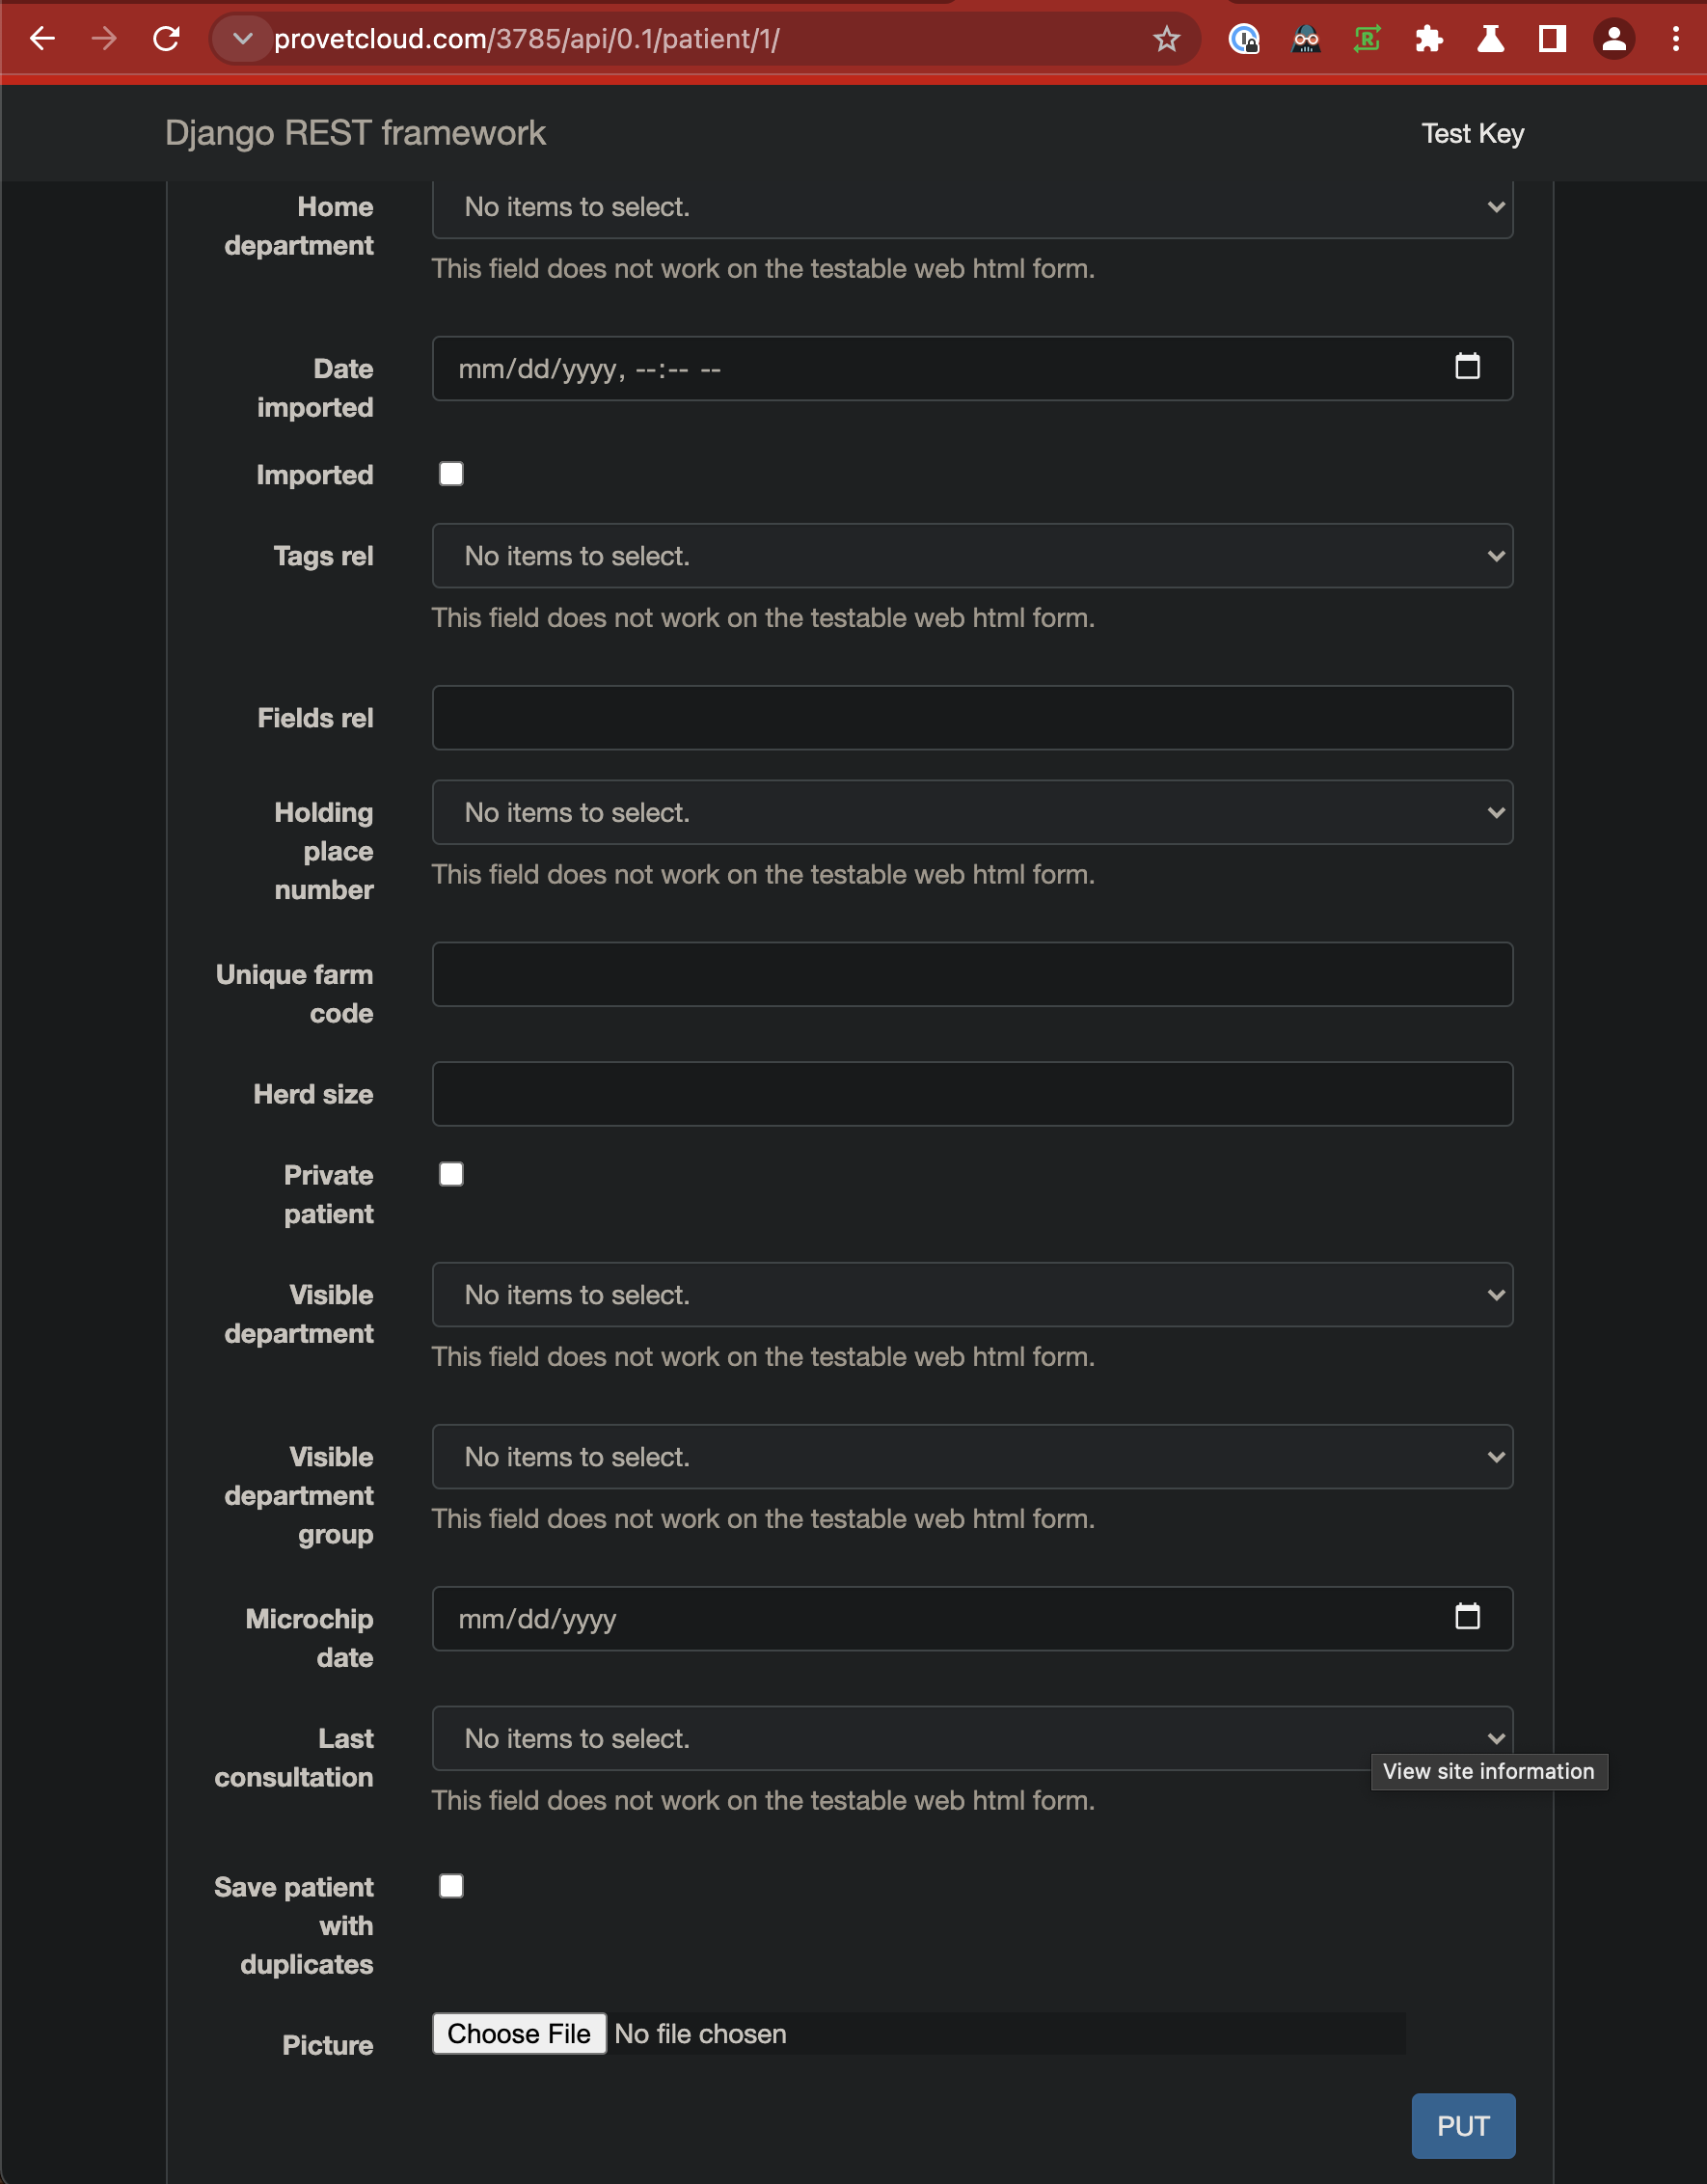 provetcloud.com/3785/api/0.1/patient/1/
Django REST framework
Test Key
Home department
No items to select.
This field does not work on the testable web html form.
Date imported
mm/dd/yyyy, --:-- --
Imported
Tags rel
No items to select.
This field does not work on the testable web html form.
Fields rel
Holding place number
No items to select.
This field does not work on the testable web html form.
Unique farm code
Herd size
Private patient
Visible department
No items to select.
This field does not work on the testable web html form.
Visible department group
No items to select.
This field does not work on the testable web html form.
Microchip date
mm/dd/yyyy
Last consultation
No items to select.
View site information
This field does not work on the testable web html form.
Save patient with duplicates
Picture
Choose File No file chosen
PUT